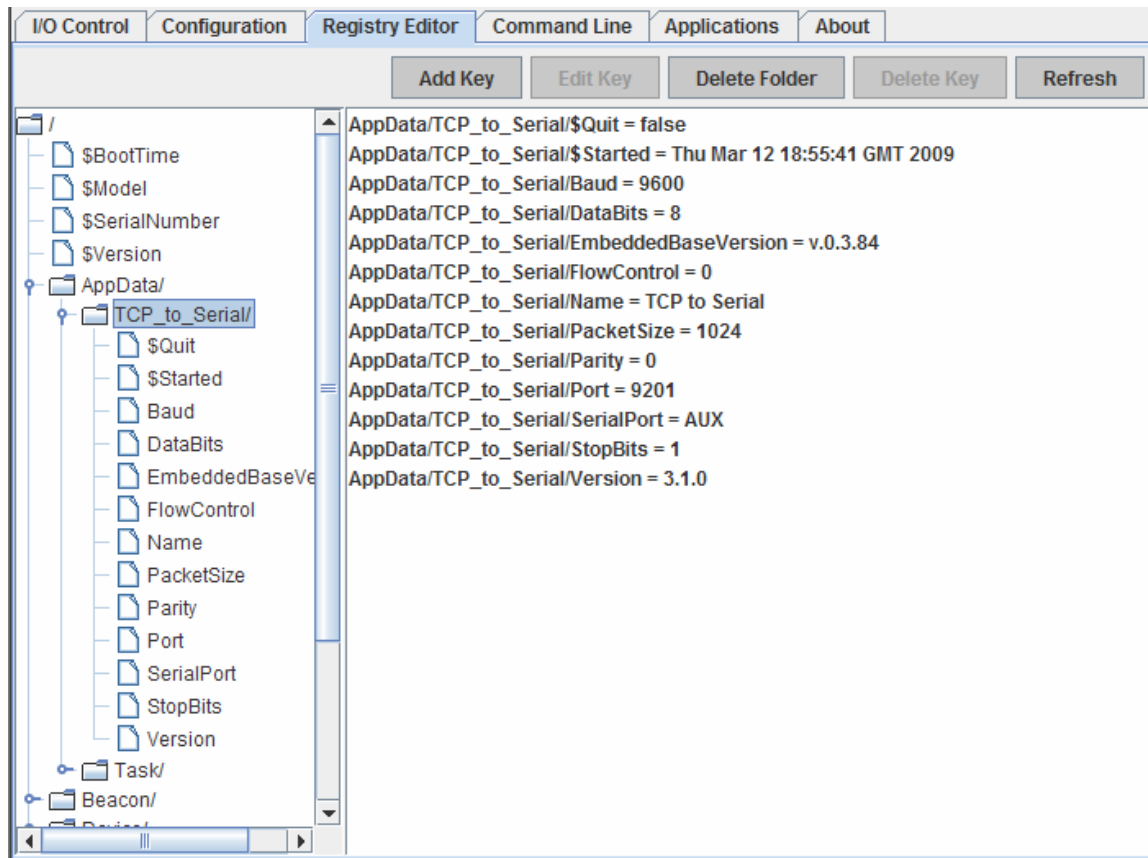 I/O Control Configuration Registry Editor Command Line Applications About
Add Key Edit Key Delete Folder Delete Key Refresh
/
$BootTime
$Model
$SerialNumber
$Version
AppData/
TCP_to_Serial/
$Quit
$Started
Baud
DataBits
EmbeddedBaseVe
FlowControl
Name
PacketSize
Parity
Port
SerialPort
StopBits
Version
Task/
Beacon/
AppData/TCP_to_Serial/$Quit = false
AppData/TCP_to_Serial/$Started = Thu Mar 12 18:55:41 GMT 2009
AppData/TCP_to_Serial/Baud = 9600
AppData/TCP_to_Serial/DataBits = 8
AppData/TCP_to_Serial/EmbeddedBaseVersion = v.0.3.84
AppData/TCP_to_Serial/FlowControl = 0
AppData/TCP_to_Serial/Name = TCP to Serial
AppData/TCP_to_Serial/PacketSize = 1024
AppData/TCP_to_Serial/Parity = 0
AppData/TCP_to_Serial/Port = 9201
AppData/TCP_to_Serial/SerialPort = AUX
AppData/TCP_to_Serial/StopBits = 1
AppData/TCP_to_Serial/Version = 3.1.0